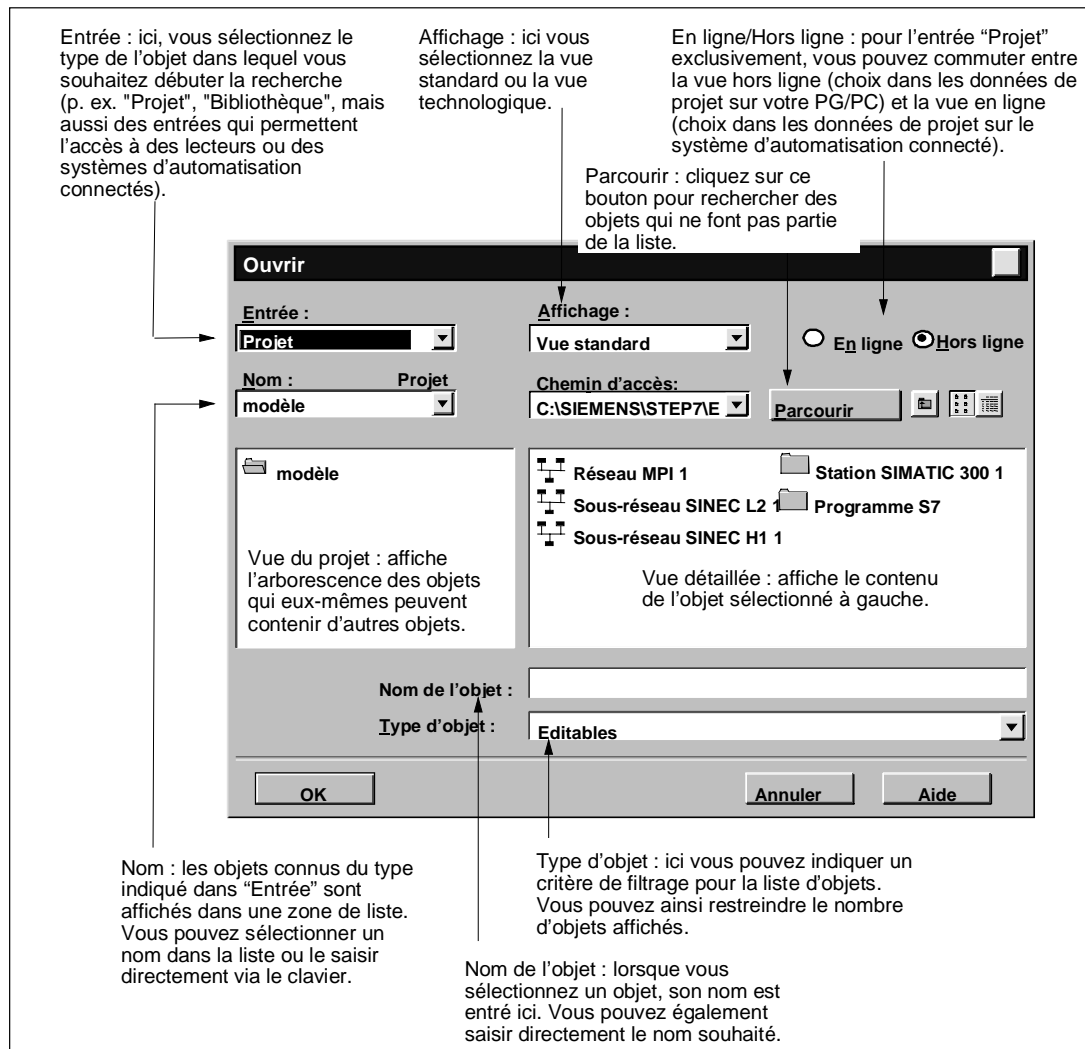 Entrée : ici, vous sélectionnez le
type de l’objet dans lequel vous
souhaitez débuter la recherche
(p. ex. "Projet", "Bibliothèque", mais
aussi des entrées qui permettent
l’accès à des lecteurs ou des
systèmes d’automatisation
connectés).
Affichage : ici vous
sélectionnez la vue
standard ou la vue
technologique.
En ligne/Hors ligne : pour l’entrée “Projet”
exclusivement, vous pouvez commuter entre
la vue hors ligne (choix dans les données de
projet sur votre PG/PC) et la vue en ligne
(choix dans les données de projet sur le
système d’automatisation connecté).
Parcourir : cliquez sur ce
bouton pour rechercher des
objets qui ne font pas partie
de la liste.
Ouvrir
Entrée :
Projet
Affichage :
Vue standard
En ligne
Hors ligne
Nom :
Projet
modèle
Chemin d’accès:
C:\SIEMENS\STEP7\E
Parcourir
modèle
Vue du projet : affiche
l’arborescence des objets
qui eux-mêmes peuvent
contenir d’autres objets.
Réseau MPI 1
Station SIMATIC 300 1
Sous-réseau SINEC L2 1
Programme S7
Sous-réseau SINEC H1 1
Vue détaillée : affiche le contenu
de l’objet sélectionné à gauche.
Nom de l’objet :
Type d’objet :
Editables
OK
Annuler
Aide
Nom : les objets connus du type
indiqué dans “Entrée” sont
affichés dans une zone de liste.
Vous pouvez sélectionner un
nom dans la liste ou le saisir
directement via le clavier.
Type d’objet : ici vous pouvez indiquer un
critère de filtrage pour la liste d’objets.
Vous pouvez ainsi restreindre le nombre
d’objets affichés.
Nom de l’objet : lorsque vous
sélectionnez un objet, son nom est
entré ici. Vous pouvez également
saisir directement le nom souhaité.